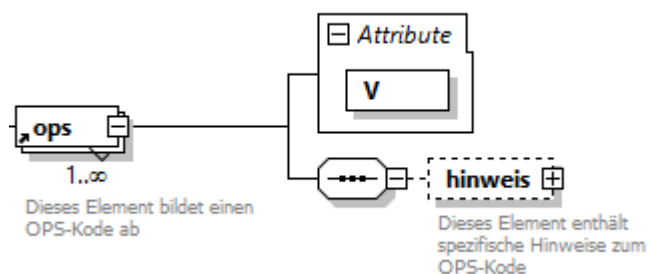 Attribute
V
ops
1..∞
Dieses Element bildet einen
OPS-Kode ab
hinweis
Dieses Element enthält
spezifische Hinweise zum
OPS-Kode